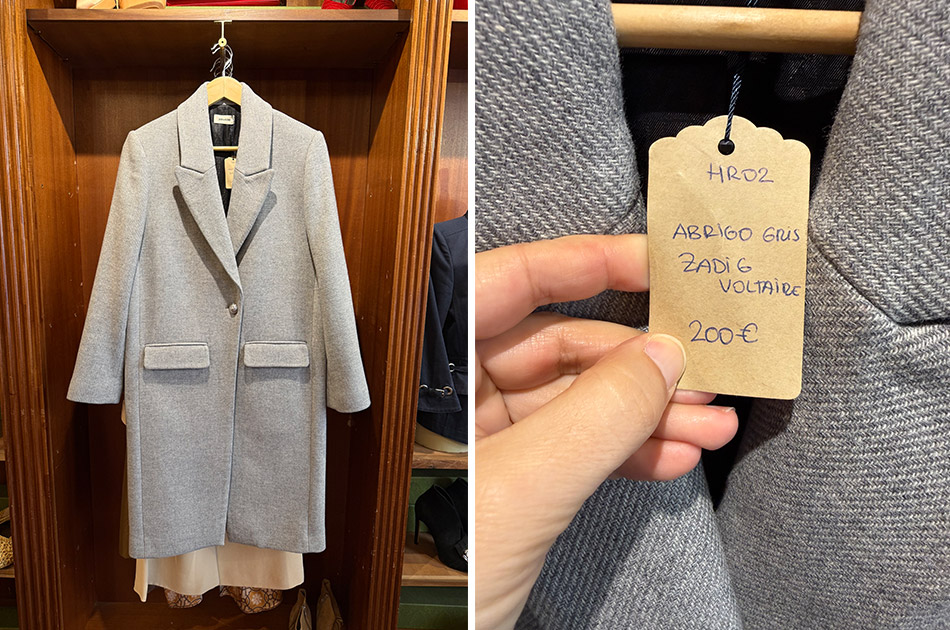 HR02
ABRIGO GRIS
ZADIG
VOLTAIRE
200€